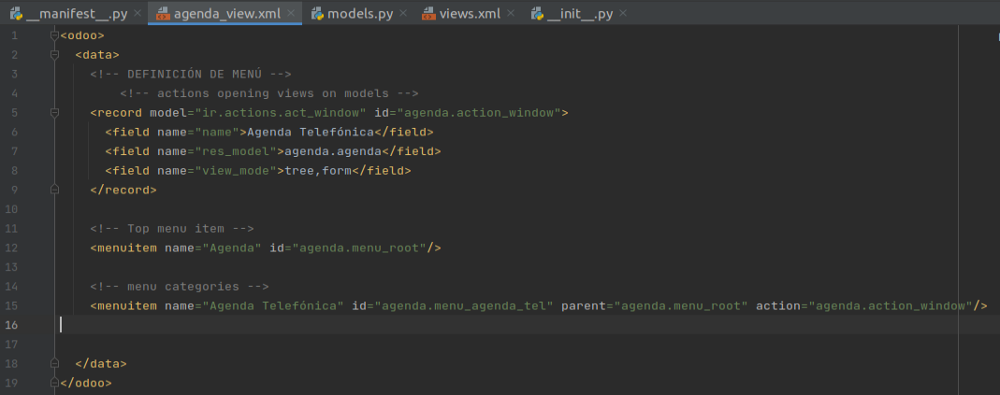 __manifest__.py
agenda_view.xml
models.py
views.xml
__init__.py
1 <odoo>
2 <data>
3 <!-- DEFINICIÓN DE MENÚ -->
4 <!-- actions opening views on models -->
5 <record model="ir.actions.act_window" id="agenda.action_window">
6 <field name="name">Agenda Telefónica</field>
7 <field name="res_model">agenda.agenda</field>
8 <field name="view_mode">tree,form</field>
9 </record>
10
11 <!-- Top menu item -->
12 <menuitem name="Agenda" id="agenda.menu_root"/>
13
14 <!-- menu categories -->
15 <menuitem name="Agenda Telefónica" id="agenda.menu_agenda_tel" parent="agenda.menu_root" action="agenda.action_window"/>
16
17
18 </data>
19 </odoo>